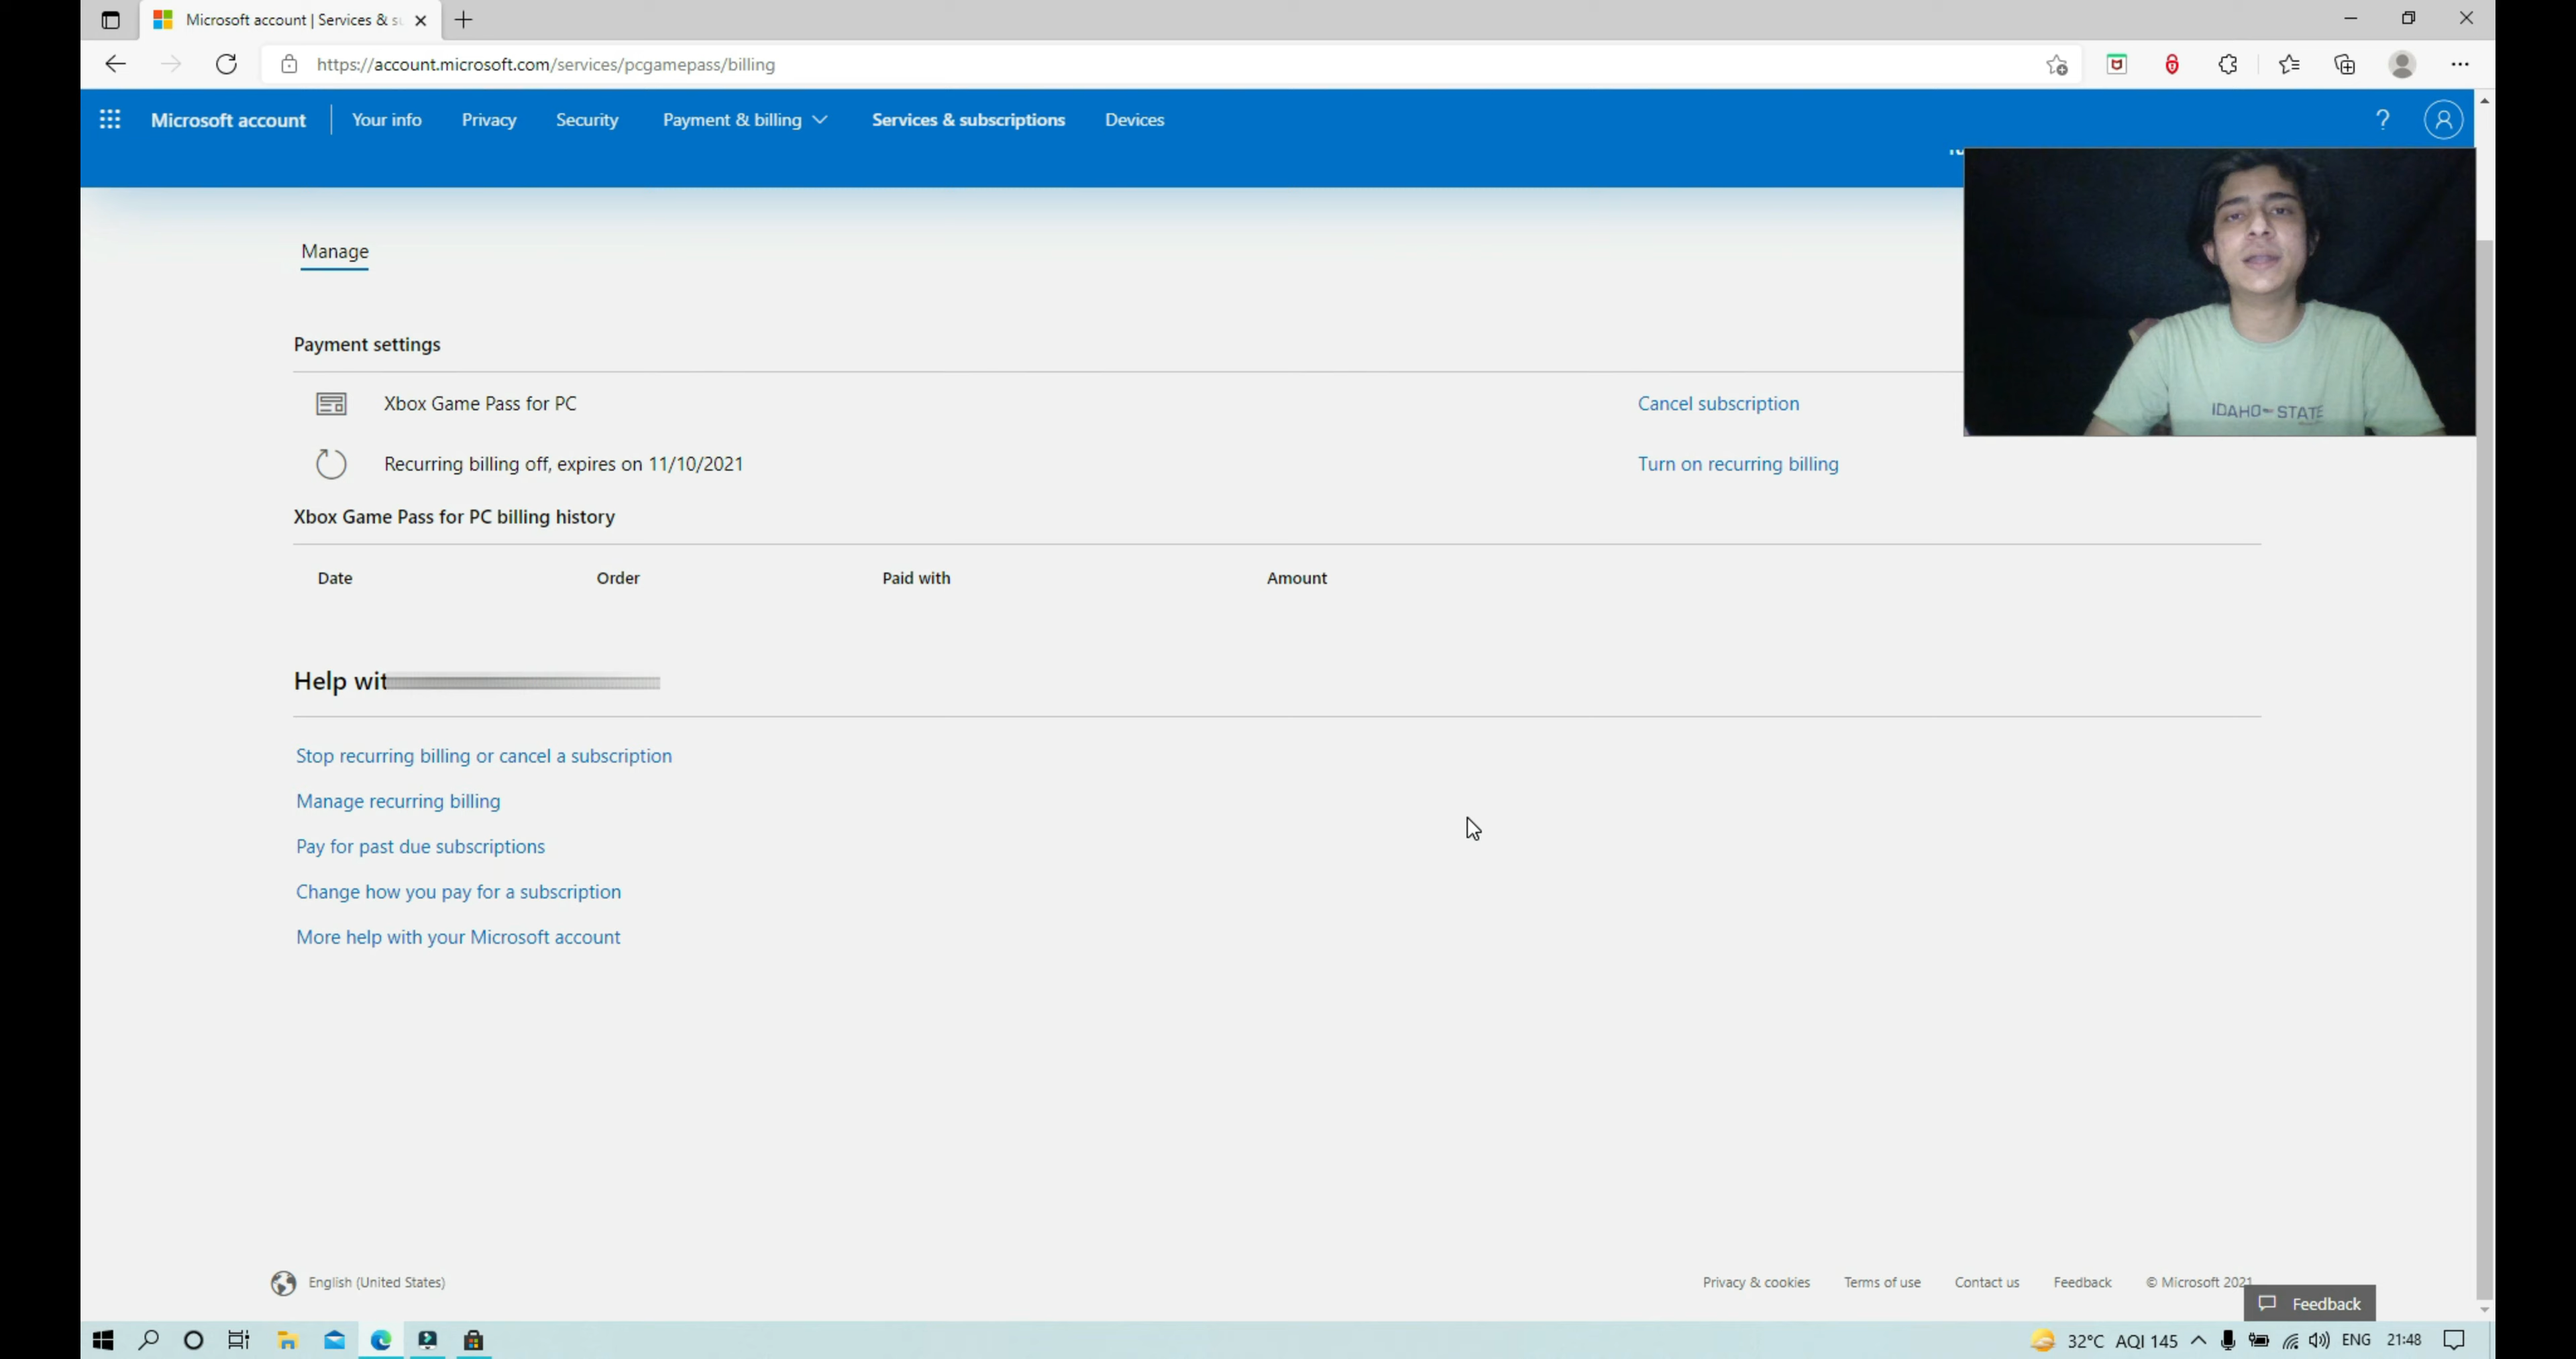 Microsoft account | Services & su
https://account.microsoft.com/services/pcgamepass/billing
Microsoft account Your info Privacy Security Payment & billing Services & subscriptions Devices ?
Manage
Payment settings
Xbox Game Pass for PC Cancel subscription
IDAHO STATE
Recurring billing off, expires on 11/10/2021 Turn on recurring billing
Xbox Game Pass for PC billing history
Date Order Paid with Amount
Help wit
Stop recurring billing or cancel a subscription
Manage recurring billing
Pay for past due subscriptions
Change how you pay for a subscription
More help with your Microsoft account
English (United States) Privacy & cookies Terms of use Contact us Feedback © Microsoft 2021
Feedback
32°C AQI 145 ENG 21:48